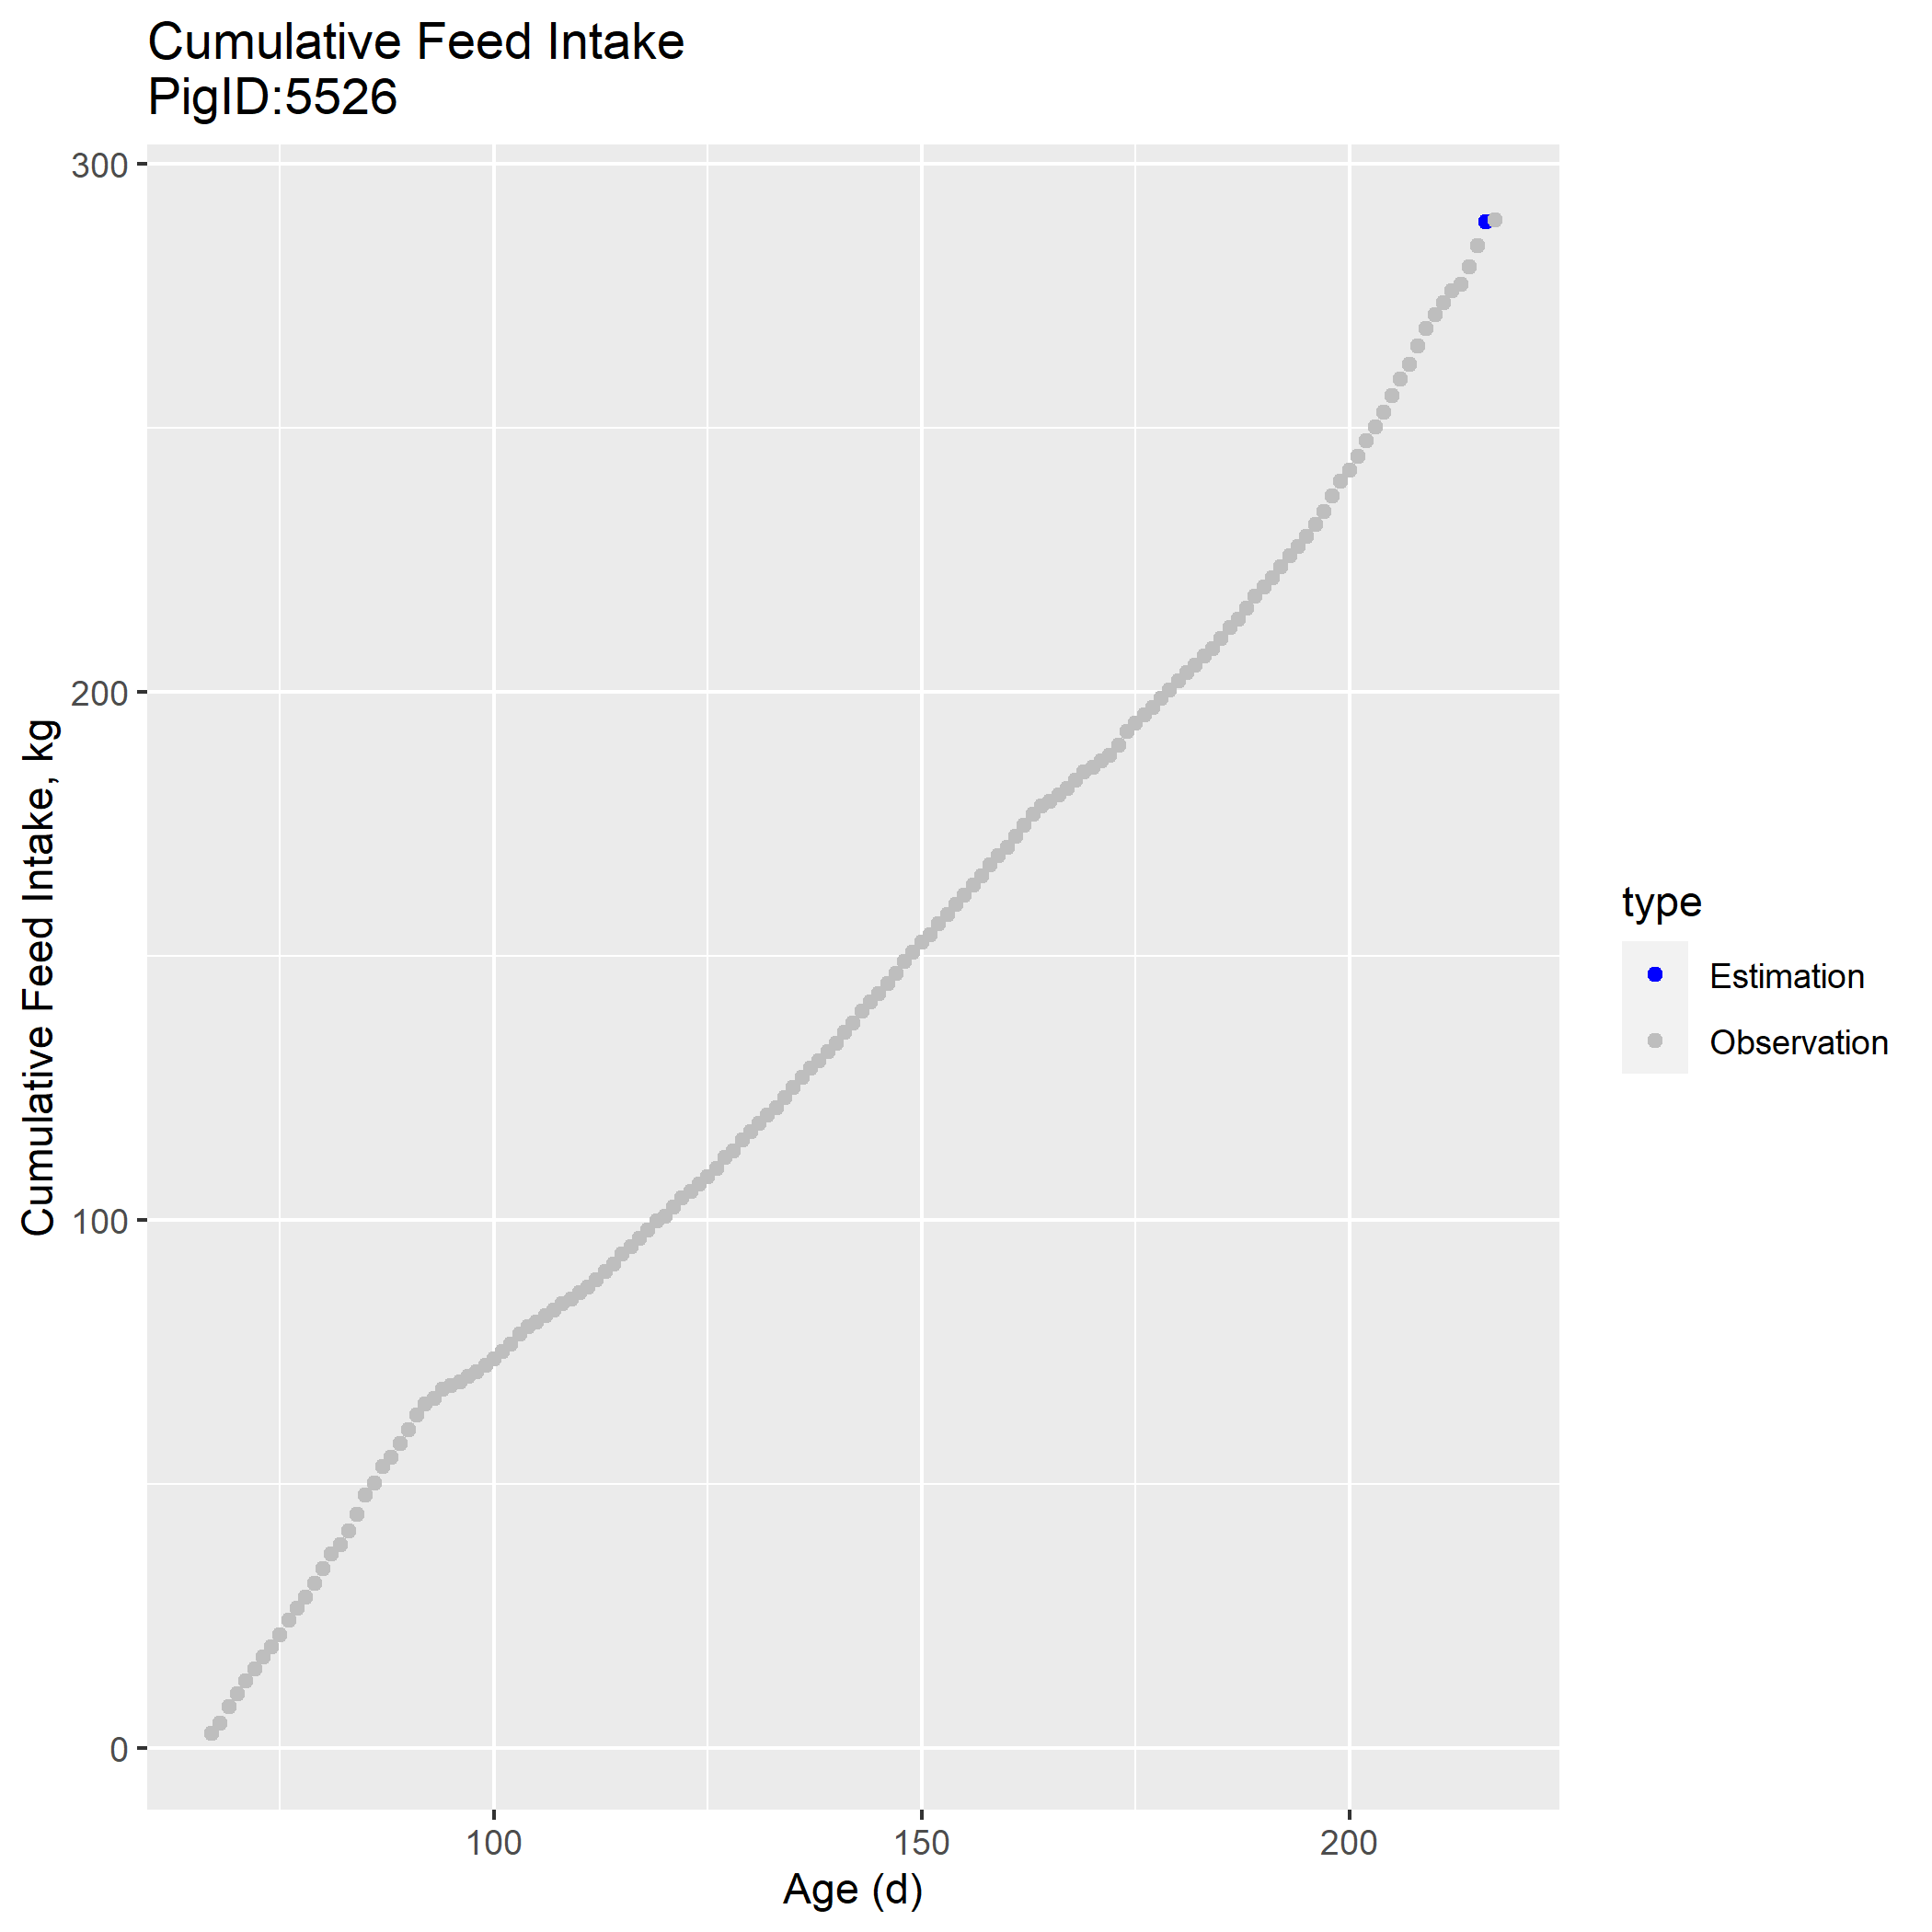 Cumulative Feed Intake
PigID:5526
300
200
100
0
Cumulative Feed Intake, kg
100
150
200
Age (d)
type
Estimation
Observation